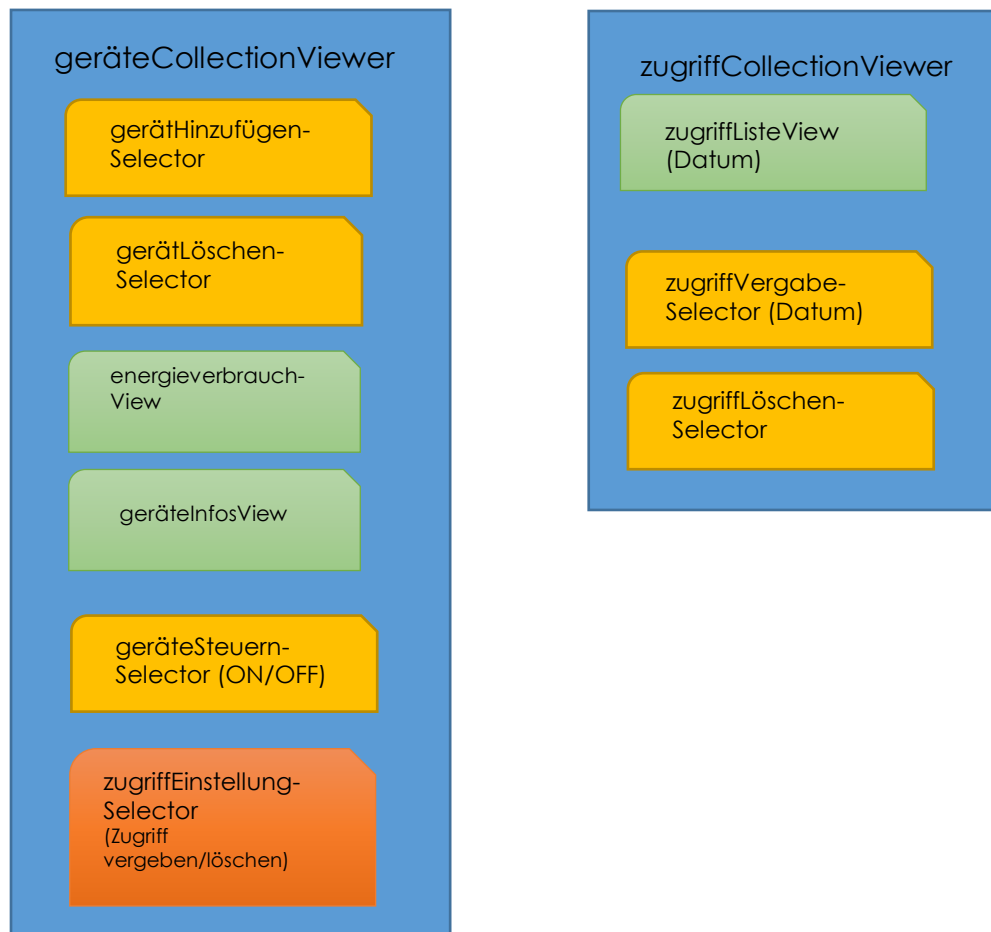 geräteCollectionViewer
gerätHinzufügen-
Selector
gerätLöschen-
Selector
energieverbrauch-
View
geräteInfosView
geräteSteuern-
Selector (ON/OFF)
zugriffEinstellung-
Selector
(Zugriff
vergeben/löschen)
zugriffCollectionViewer
zugriffListeView
(Datum)
zugriffVergabe-
Selector (Datum)
zugriffLöschen-
Selector